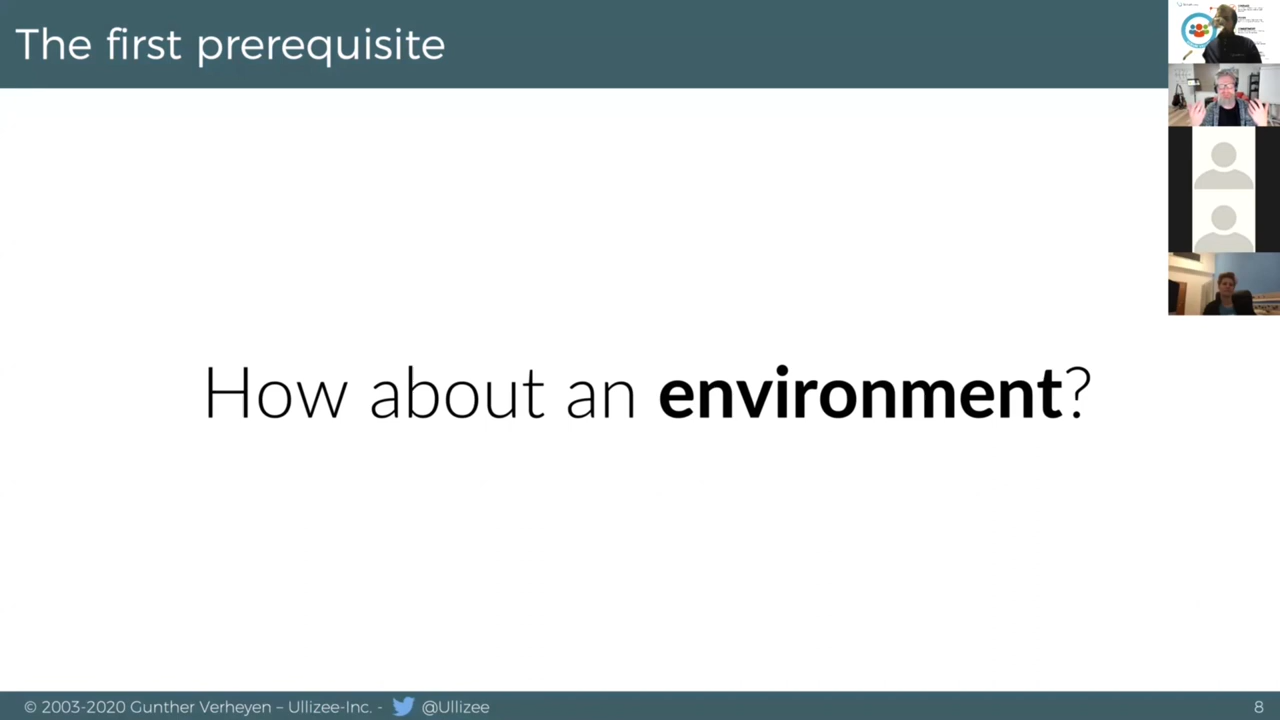 The first prerequisite
How about an environment?
© 2003-2020 Gunther Verheyen – Ullizee-Inc. - @Ullizee
8